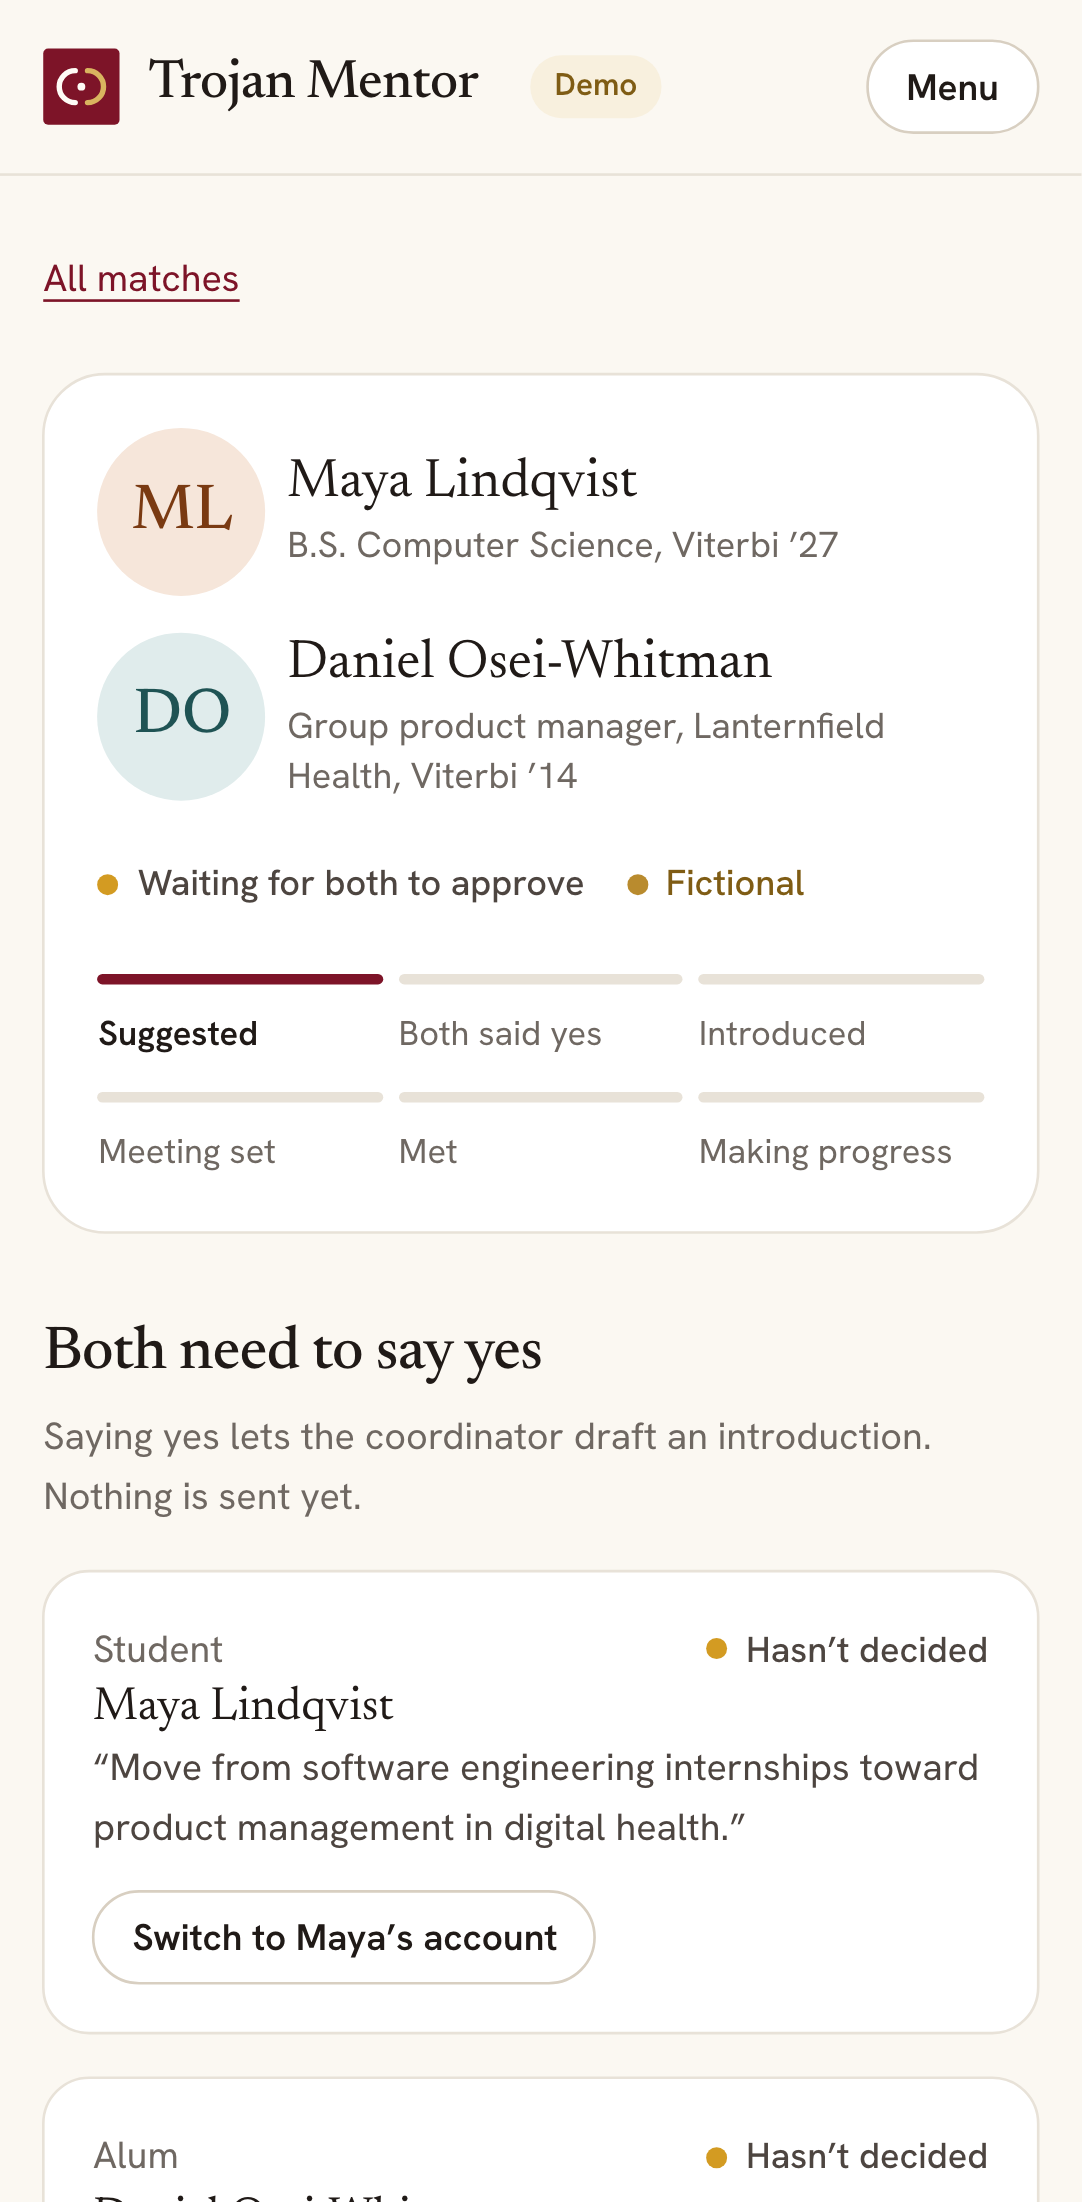 Trojan Mentor
Demo
Menu
All matches
ML
Maya Lindqvist
B.S. Computer Science, Viterbi ’27
DO
Daniel Osei-Whitman
Group product manager, Lanternfield
Health, Viterbi ’14
Waiting for both to approve
Fictional
Suggested
Both said yes
Introduced
Meeting set
Met
Making progress
Both need to say yes
Saying yes lets the coordinator draft an introduction.
Nothing is sent yet.
Student
Hasn’t decided
Maya Lindqvist
“Move from software engineering internships toward
product management in digital health.”
Switch to Maya’s account
Alum
Hasn’t decided